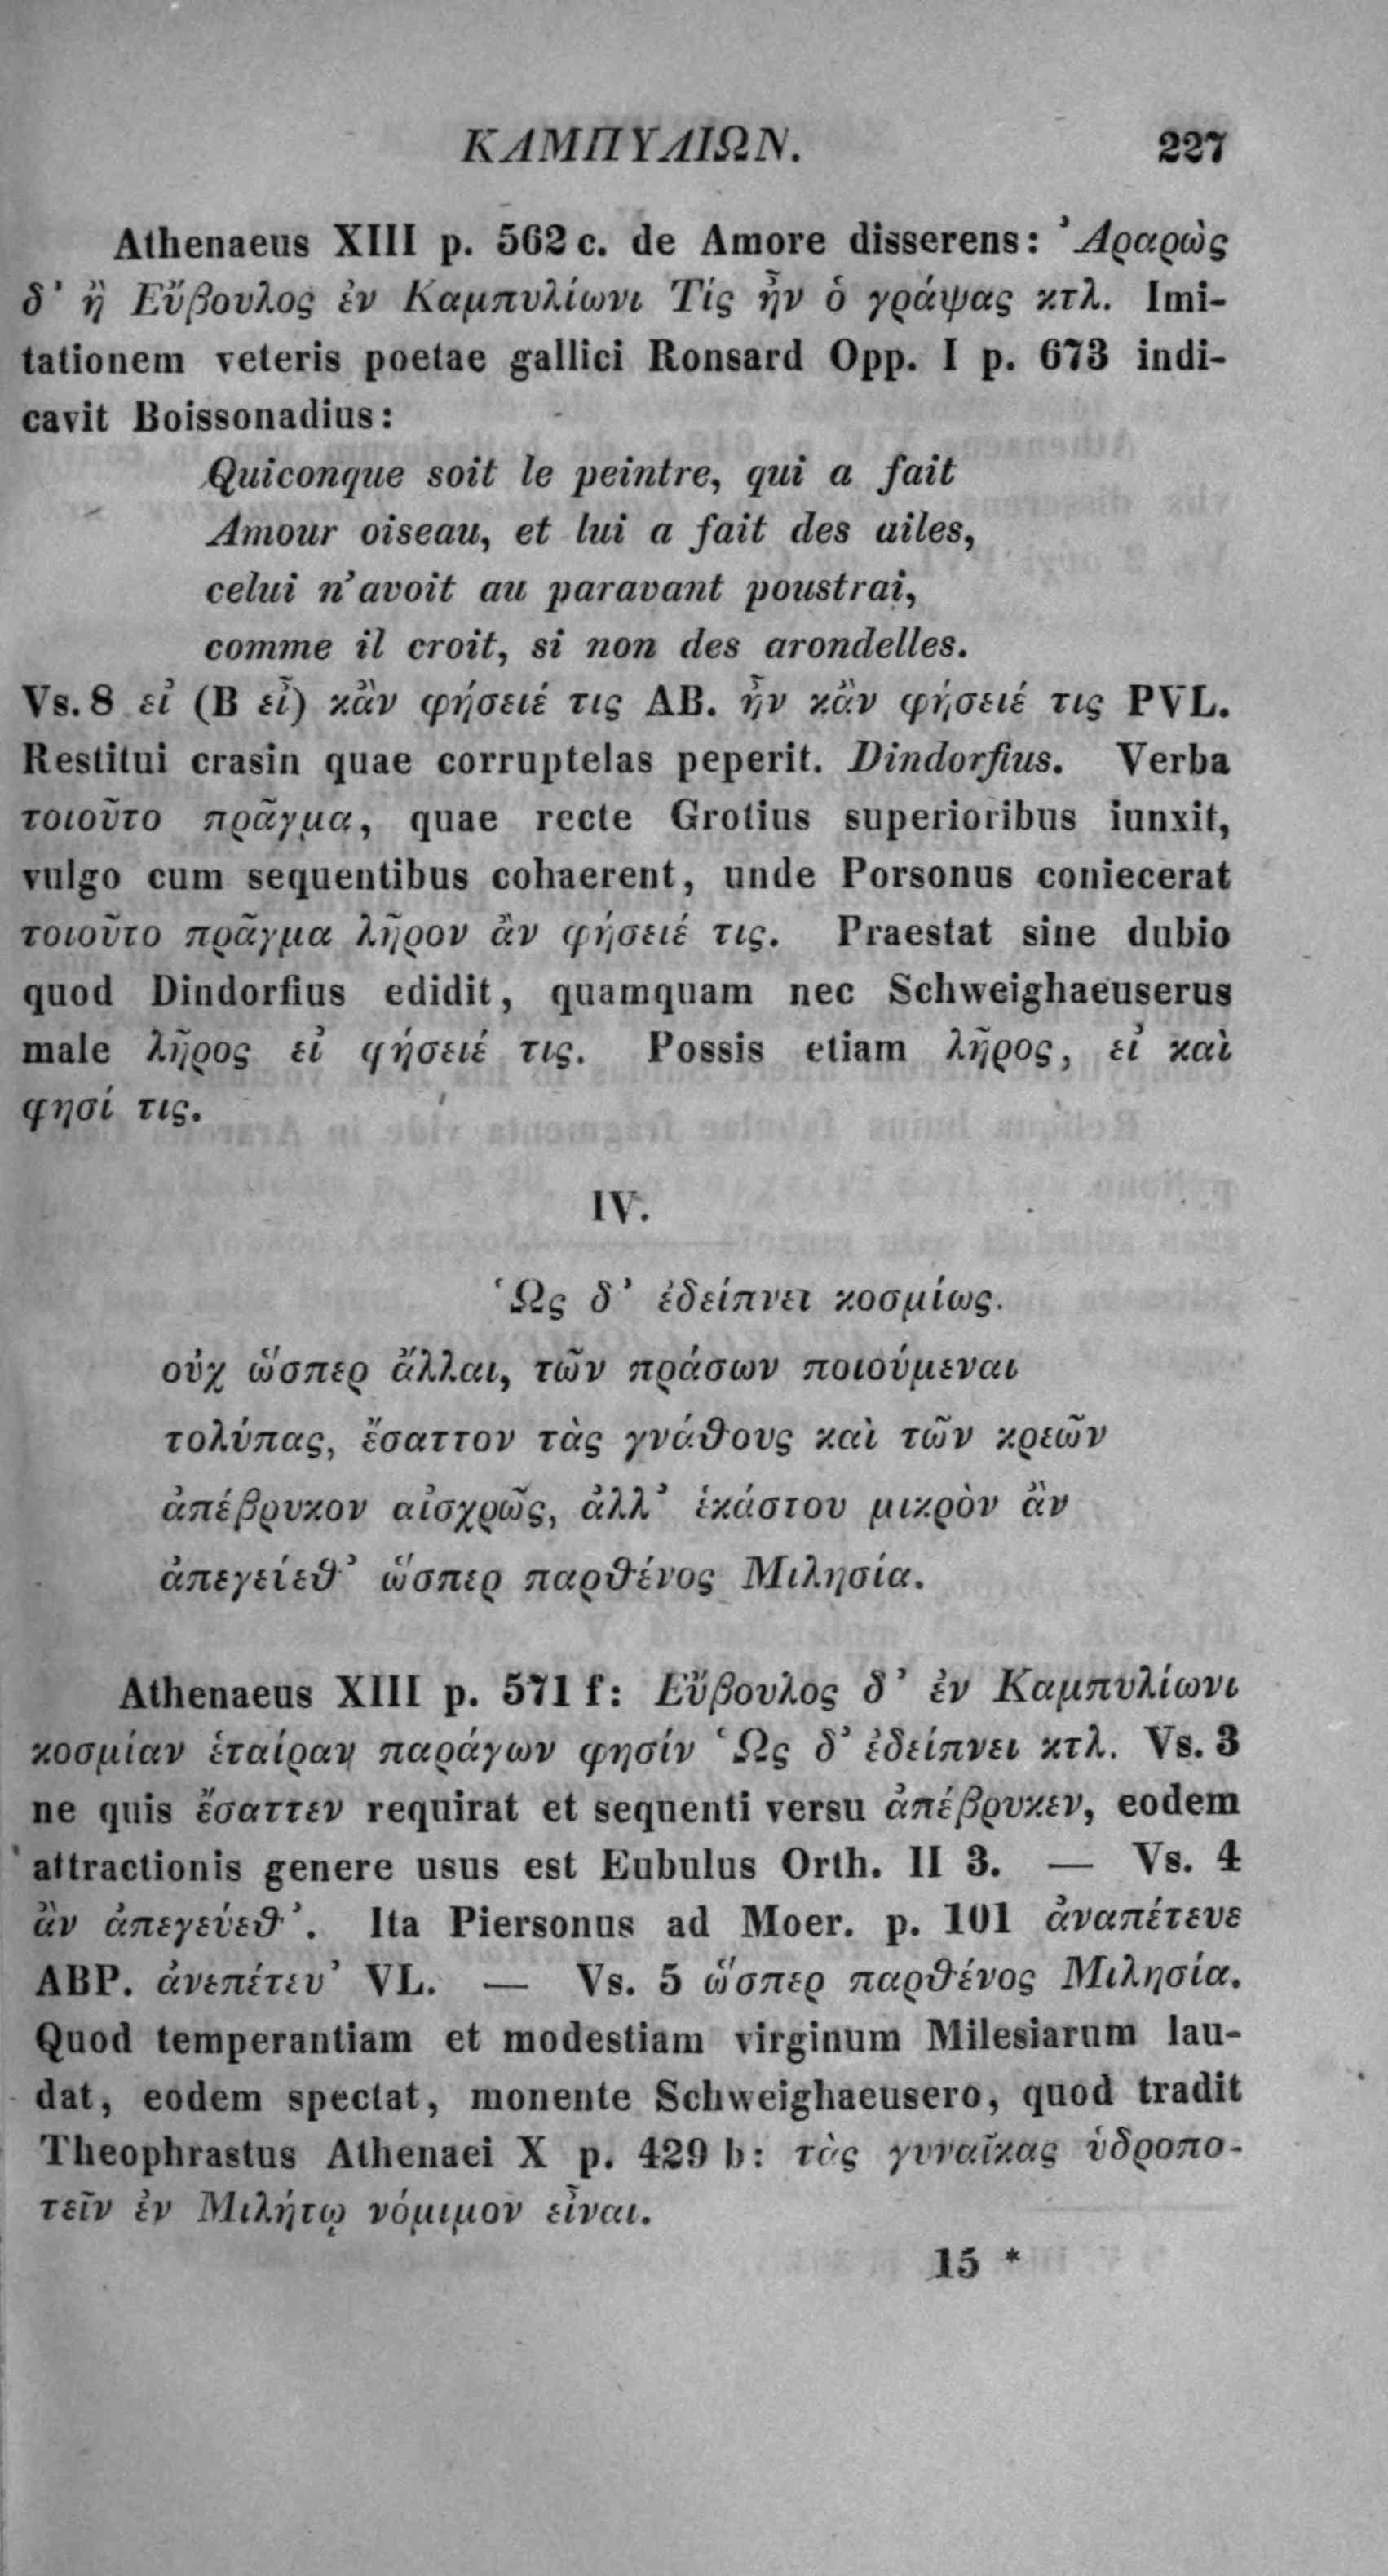 ΚΑΜΠΥΛΙΩΝ. 227
Athenaeus XIII p. 562 c. de Amore disserens: Ἀραρὼς
δ᾽ ἢ Εὔβουλος ἐν Καμπυλίωνι Τίς ἦν ὁ γράψας κτλ. Imi-
tationem veteris poetae gallici Ronsard Opp. I p. 673 indi-
cavit Boissonadius:
Quiconque soit le peintre, qui a fait
Amour oiseau, et lui a fait des ailes,
celui n'avoit au paravant poustrai,
comme il croit, si non des arondelles.
Vs. 8 εἰ (B εἶ) κἂν φήσειέ τις AB. ἦν κἂν φήσειέ τις PVL.
Restitui crasin quae corruptelas peperit. Dindorfius. Verba
τοιοῦτο πρᾶγμα, quae recte Grotius superioribus iunxit,
vulgo cum sequentibus cohaerent, unde Porsonus coniecerat
τοιοῦτο πρᾶγμα λῆρον ἂν φήσειέ τις. Praestat sine dubio
quod Dindorfius edidit, quamquam nec Schweighaeuserus
male λῆρος εἰ φήσειέ τις. Possis etiam λῆρος, εἰ καὶ
φησί τις.
IV.
Ὡς δ᾽ ἐδείπνει κοσμίως.
οὐχ ὥσπερ ἄλλαι, τῶν πράσων ποιούμεναι
τολύπας, ἔσαττον τὰς γνάθους καὶ τῶν κρεῶν
ἀπέβρυκον αἰσχρῶς, ἀλλ᾽ ἑκάστου μικρὸν ἂν
ἀπεγείεθ᾽ ὥσπερ παρθένος Μιλησία.
Athenaeus XIII p. 571 f: Εὔβουλος δ᾽ ἐν Καμπυλίωνι
κοσμίαν ἑταίραν παράγων φησίν Ὡς δ᾽ ἐδείπνει κτλ. Vs. 3
ne quis ἔσαττεν requirat et sequenti versu ἀπέβρυκεν, eodem
attractionis genere usus est Eubulus Orth. II 3. — Vs. 4
ἂν ἀπεγεύεθ᾽. Ita Piersonus ad Moer. p. 101 ἀναπέτευε
ABP. ἀνεπέτευ᾽ VL. — Vs. 5 ὥσπερ παρθένος Μιλησία.
Quod temperantiam et modestiam virginum Milesiarum lau-
dat, eodem spectat, monente Schweighaeusero, quod tradit
Theophrastus Athenaei X p. 429 b: τὰς γυναῖκας ὑδροπο-
τεῖν ἐν Μιλήτῳ νόμιμον εἶναι.
15 *